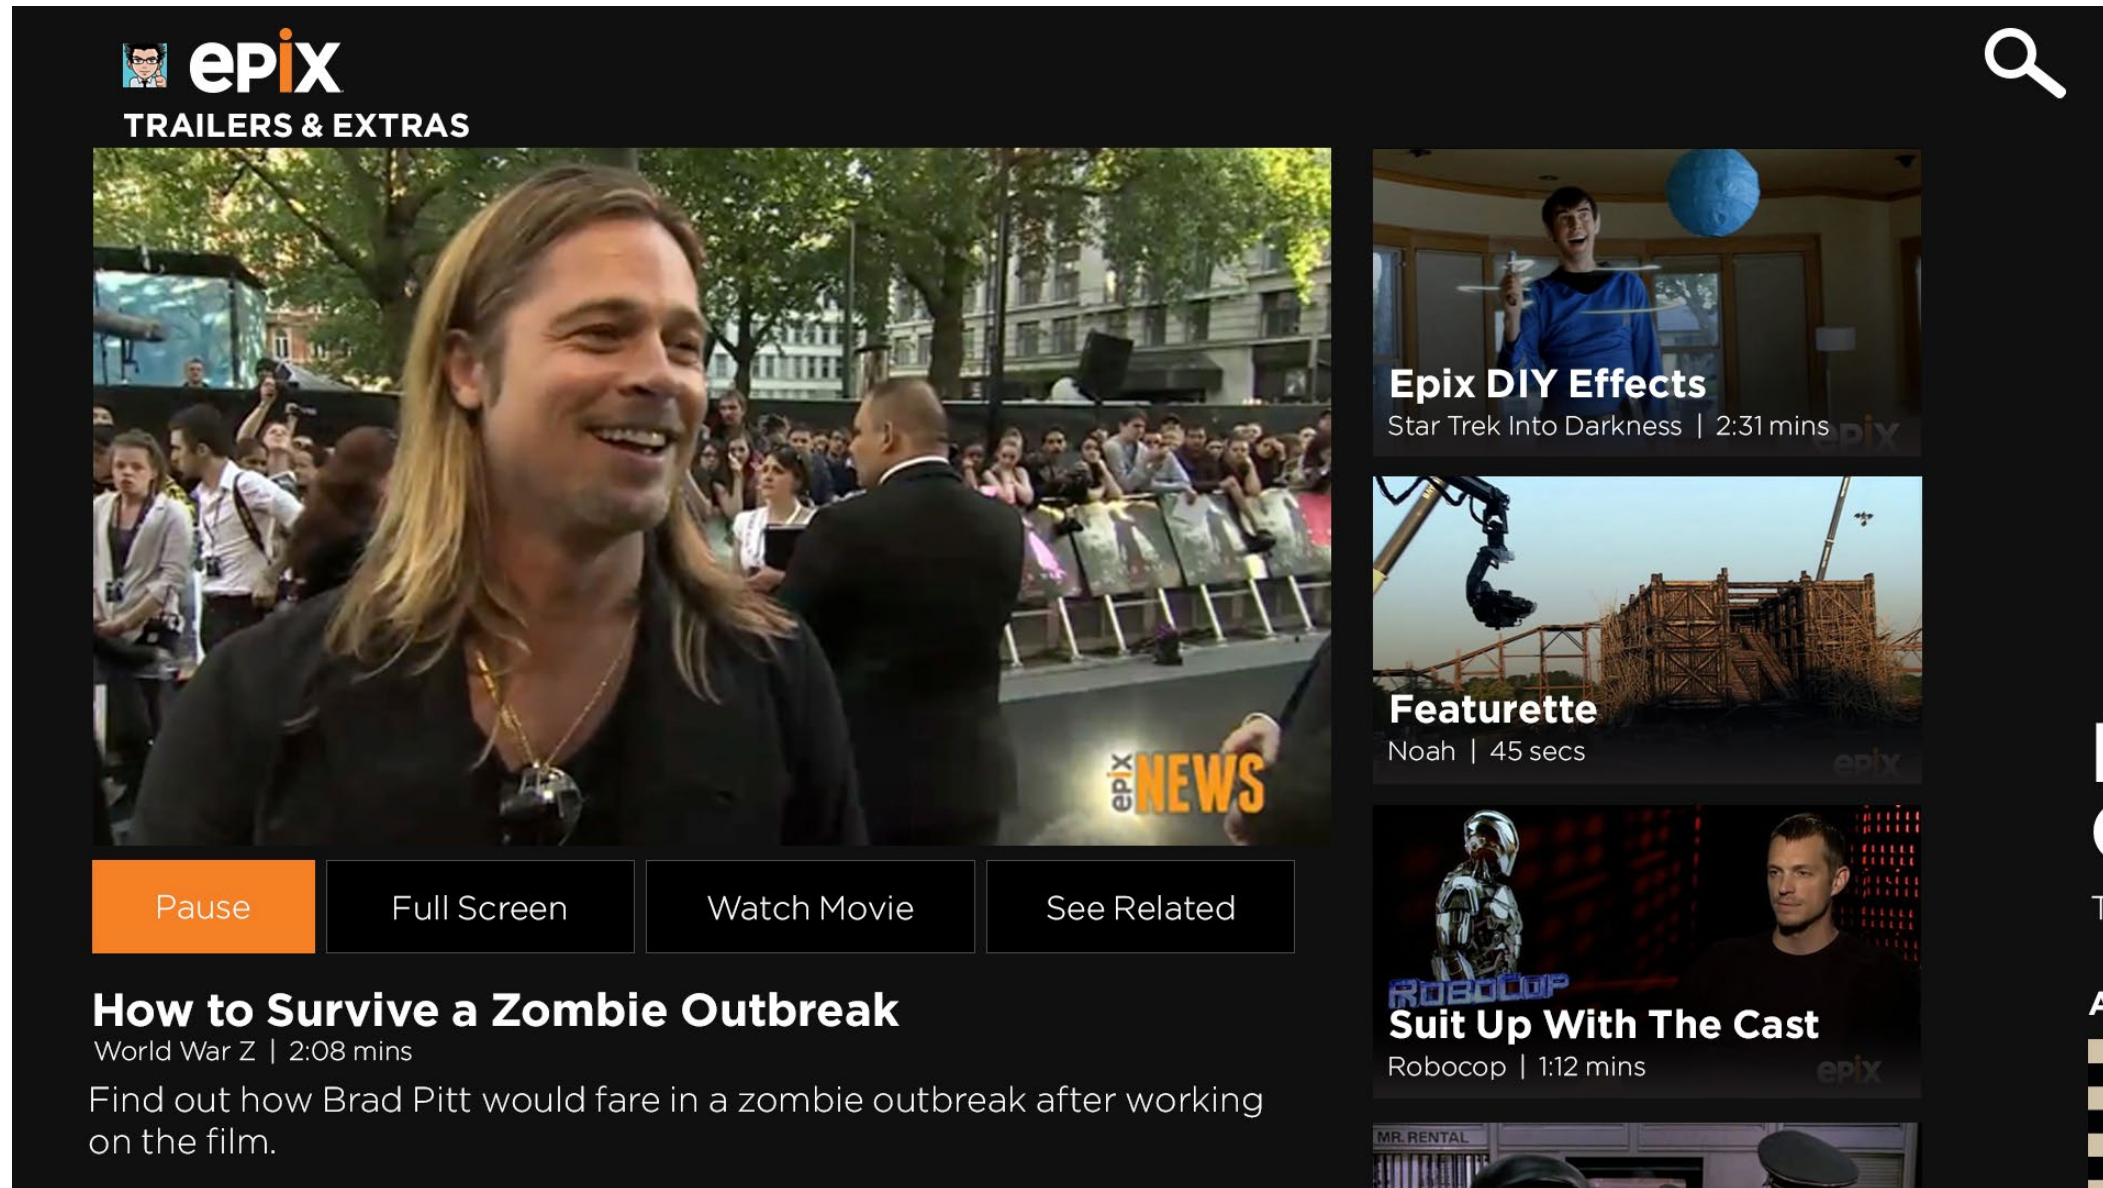 epix
TRAILERS & EXTRAS
epix NEWS
Pause
Full Screen
Watch Movie
See Related
How to Survive a Zombie Outbreak
World War Z | 2:08 mins
Find out how Brad Pitt would fare in a zombie outbreak after working
on the film.
Epix DIY Effects
Star Trek Into Darkness | 2:31 mins
epix
Featurette
Noah | 45 secs
epix
ROBOCOP
Suit Up With The Cast
Robocop | 1:12 mins
epix
MR. RENTAL